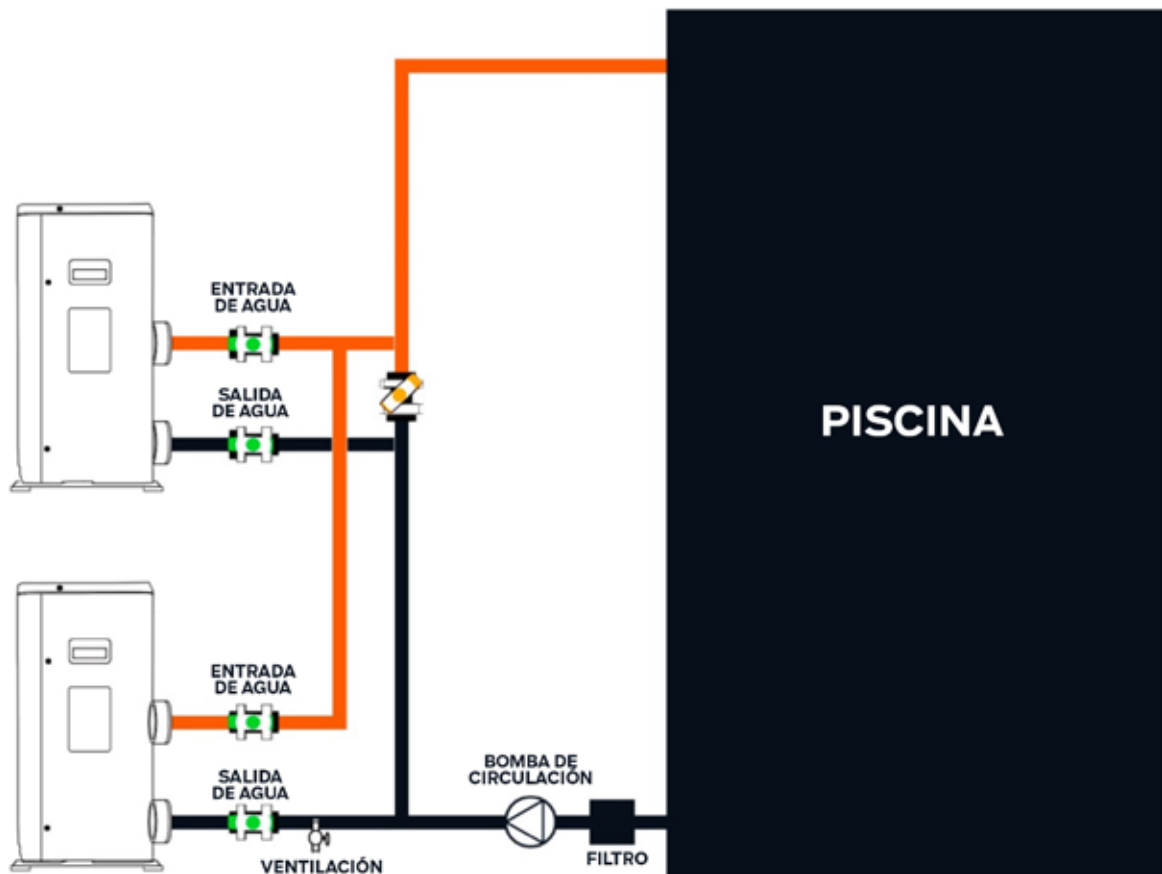 ENTRADA
DE AGUA
SALIDA
DE AGUA
PISCINA
ENTRADA
DE AGUA
SALIDA
DE AGUA
VENTILACIÓN
BOMBA DE
CIRCULACIÓN
FILTRO